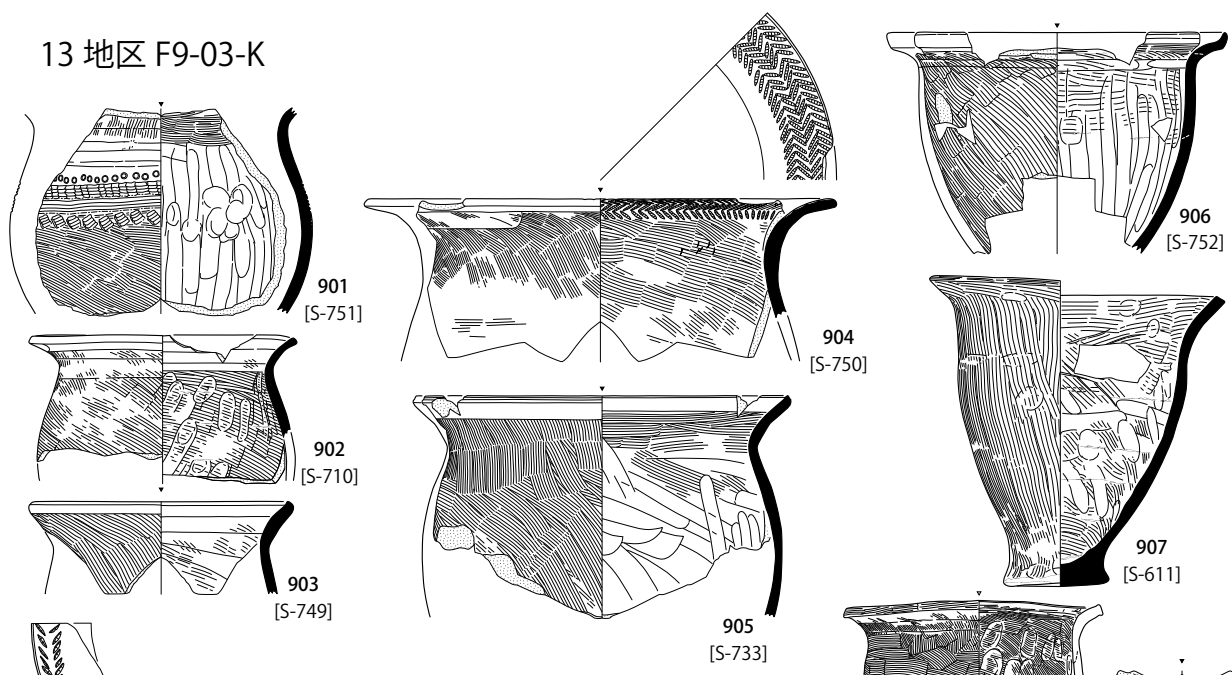 13 地区 F9-03-K
901
[S-751]
902
[S-710]
903
[S-749]
904
[S-750]
905
[S-733]
906
[S-752]
907
[S-611]